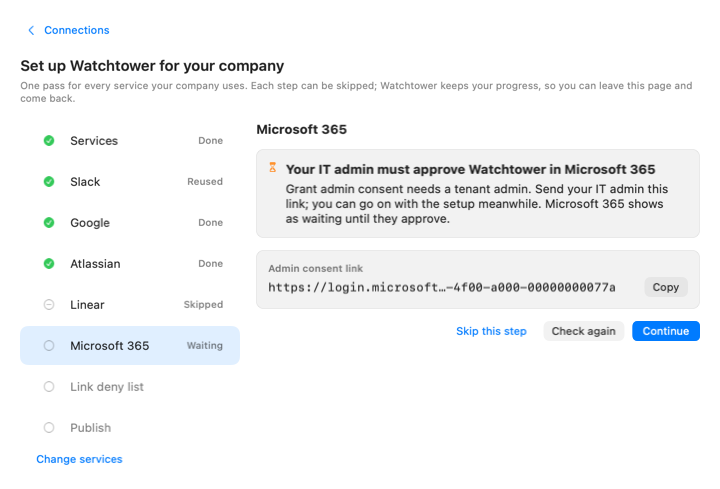 Connections
Set up Watchtower for your company
One pass for every service your company uses. Each step can be skipped; Watchtower keeps your progress, so you can leave this page and
come back.
Services Done
Slack Reused
Google Done
Atlassian Done
Linear Skipped
Microsoft 365 Waiting
Link deny list
Publish
Change services
Microsoft 365
Your IT admin must approve Watchtower in Microsoft 365
Grant admin consent needs a tenant admin. Send your IT admin this
link; you can go on with the setup meanwhile. Microsoft 365 shows
as waiting until they approve.
Admin consent link
https://login.microsoft…-4f00-a000-00000000077a Copy
Skip this step Check again Continue